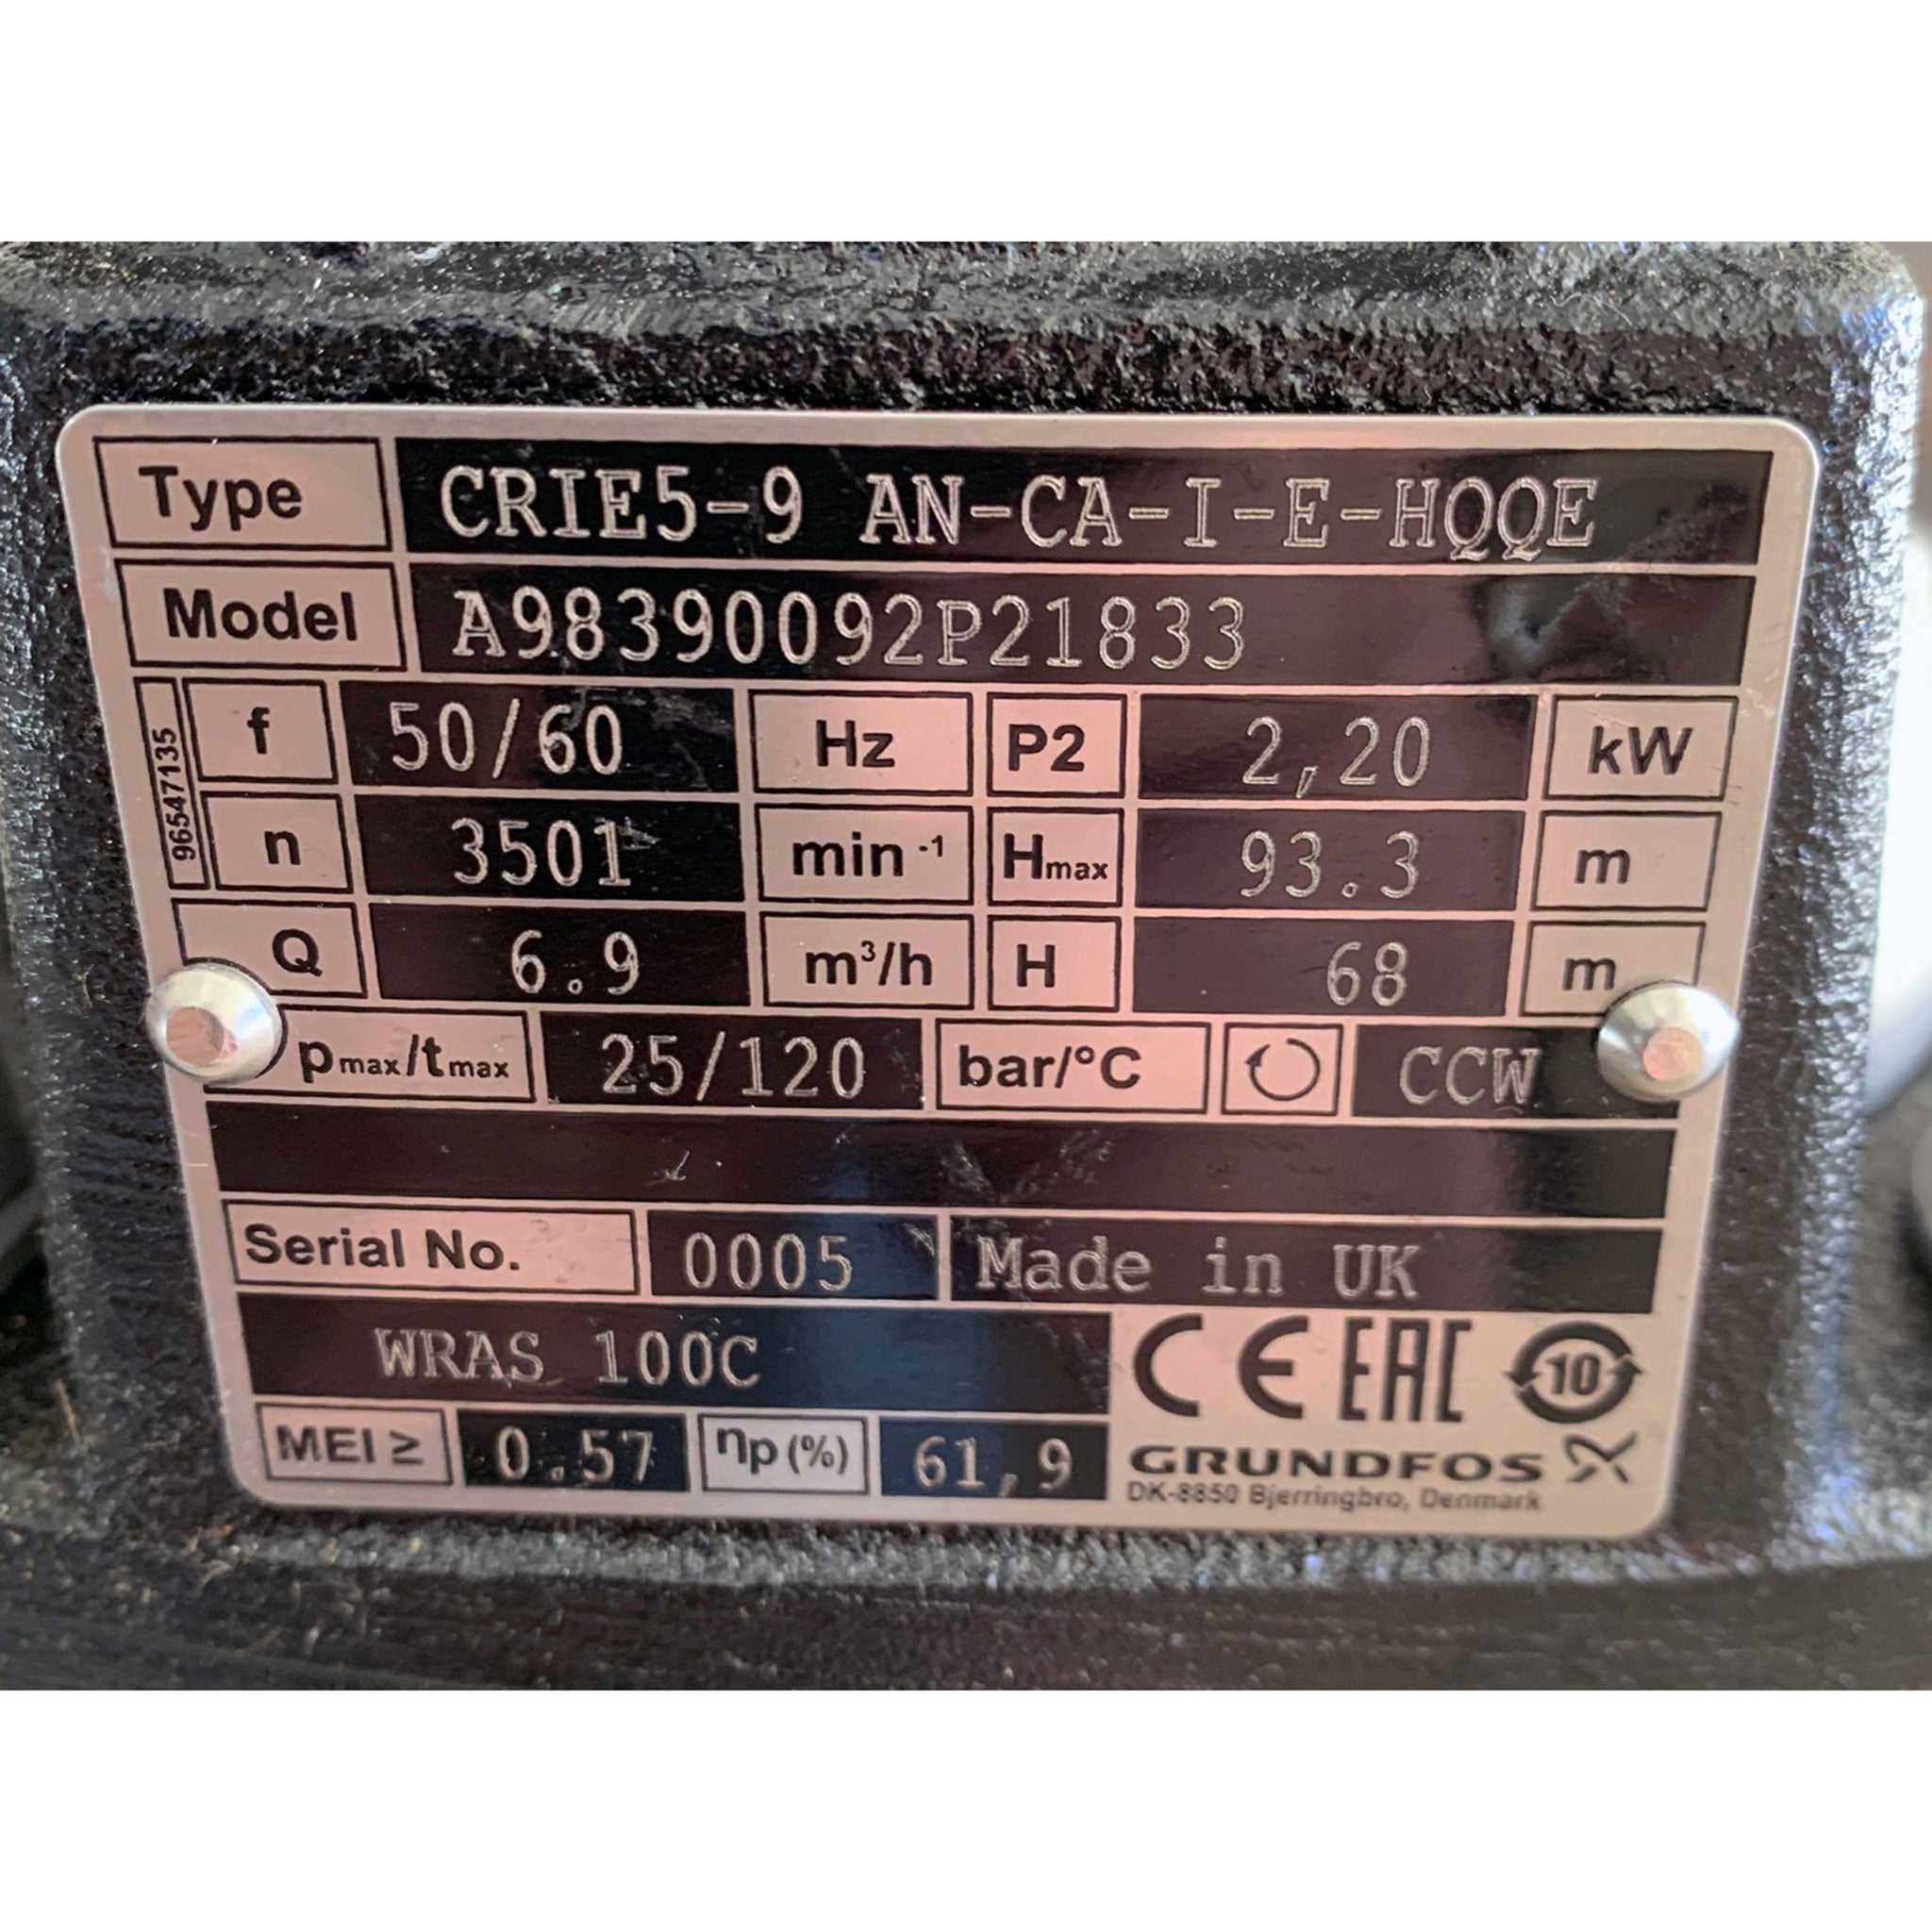 Type CRIE5-9 AN-CA-I-E-HQQE
Model A98390092P21833
96547135
f 50/60 Hz P2 2,20 kW
n 3501 min -1 Hmax 93.3 m
Q 6.9 m³/h H 68 m
pmax/tmax 25/120 bar/°C CCW
Serial No. 0005 Made in UK
WRAS 100C CE EAC 10
MEI ≥ 0.57 ηp (%) 61,9 GRUNDFOS
DK-8850 Bjerringbro, Denmark